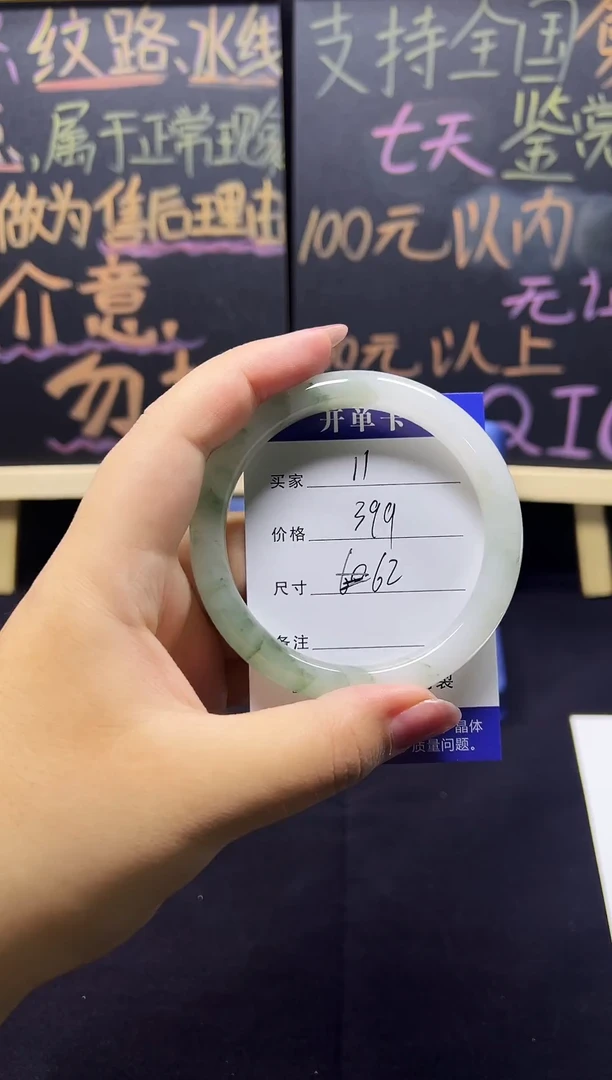 纹路、水线
属于正常现象
做为售后理由
介意,
勿
支持全国
七天鉴赏
100元以内
无
0元以上
开单卡
买家 11
价格 399
尺寸 62
备注
裂
晶体
质量问题。